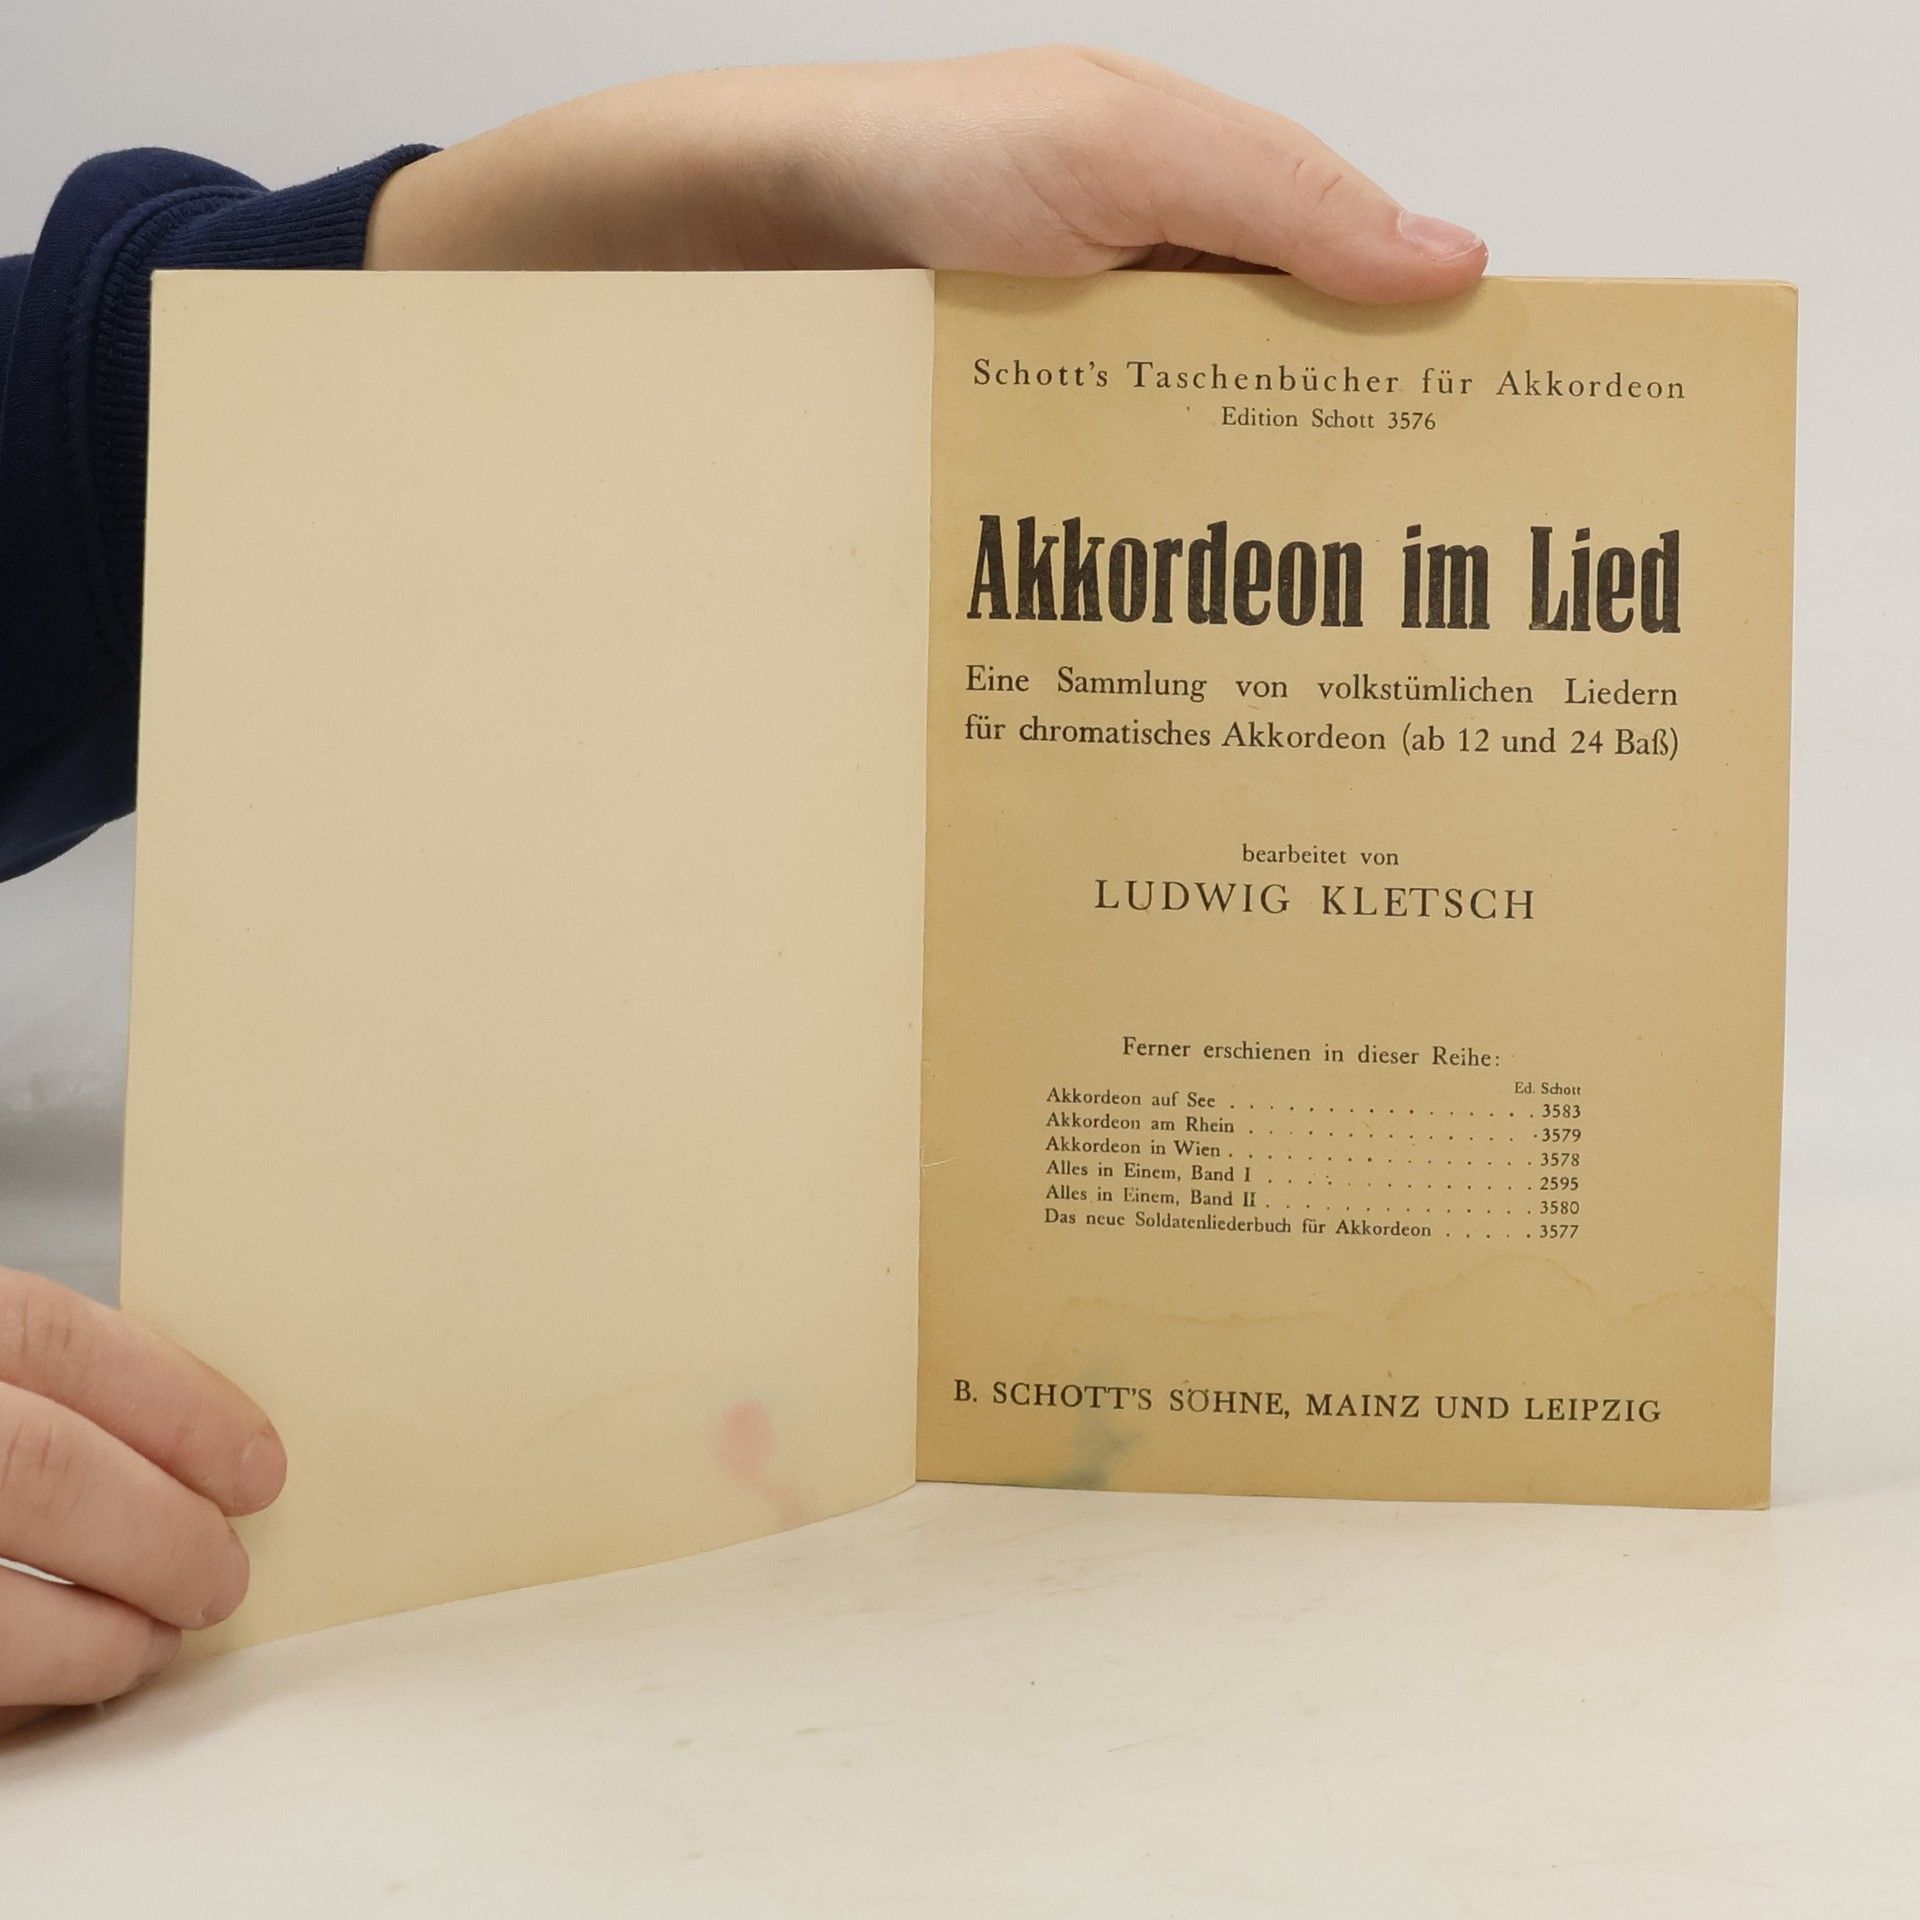 Schott's Taschenbücher für Akkordeon
Edition Schott 3576
Akkordeon im Lied
Eine Sammlung von volkstümlichen Liedern
für chromatisches Akkordeon (ab 12 und 24 Baß)
bearbeitet von
LUDWIG KLETSCH
Ferner erschienen in dieser Reihe:
Ed. Schott
Akkordeon auf See . . . . . . . . . . . . . . . . 3583
Akkordeon am Rhein . . . . . . . . . . . . . . . 3579
Akkordeon in Wien . . . . . . . . . . . . . . . . 3578
Alles in Einem, Band I . . . . . . . . . . . . . . 2595
Alles in Einem, Band II . . . . . . . . . . . . . . 3580
Das neue Soldatenliederbuch für Akkordeon . . . . . 3577
B. SCHOTT'S SÖHNE, MAINZ UND LEIPZIG